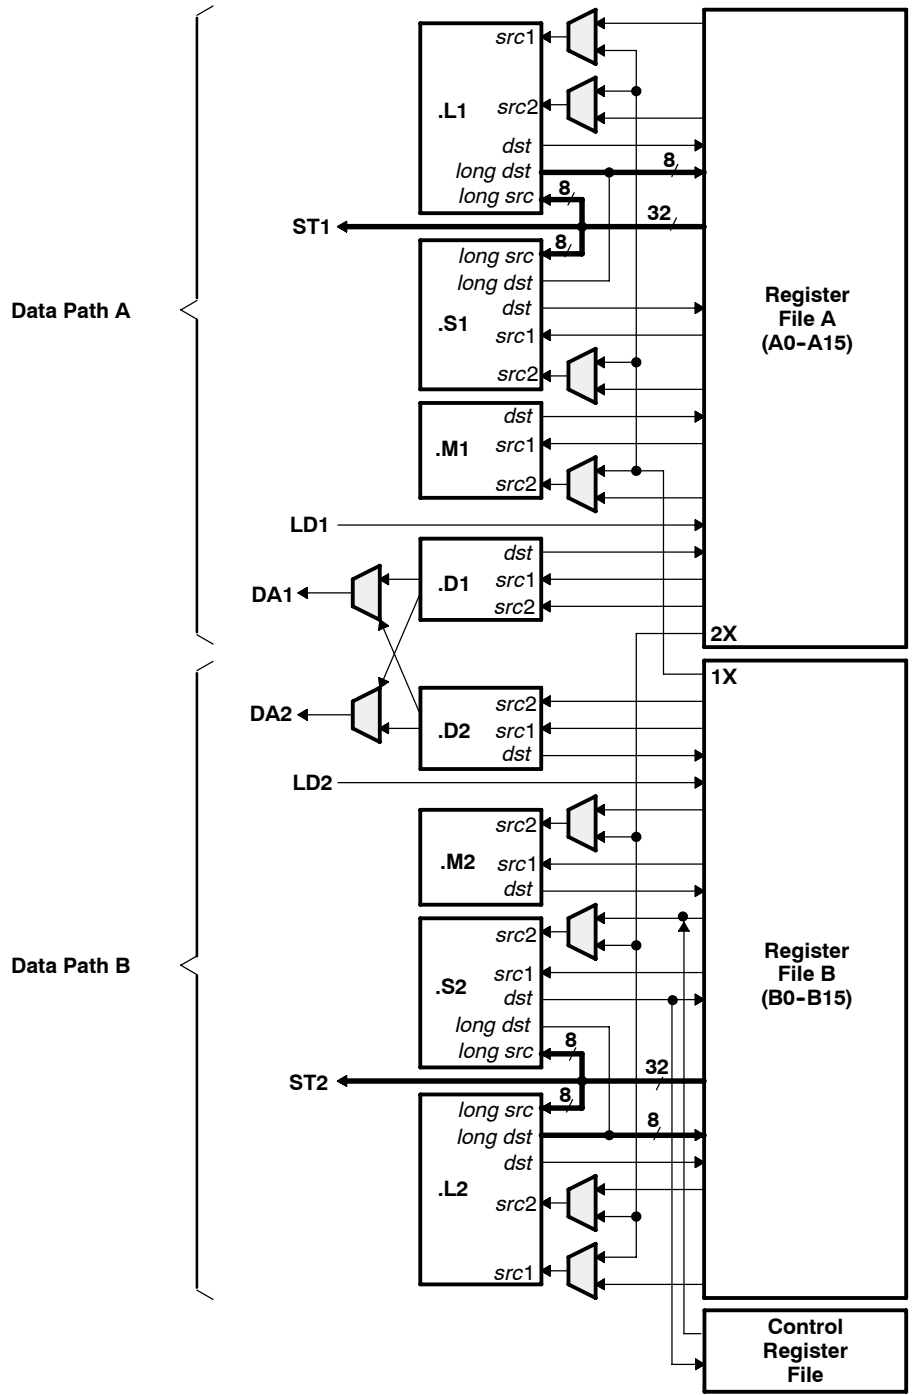 src1
src2
.L1
dst
long dst
8
long src
8
32
ST1
8
long src
long dst
dst
.S1
src1
src2
Data Path A
Register
File A
(A0-A15)
dst
.M1
src1
src2
LD1
dst
.D1
src1
src2
DA1
2X
1X
DA2
src2
.D2
src1
dst
LD2
src2
.M2
src1
dst
src2
src1
.S2
dst
long dst
8
long src
Data Path B
Register
File B
(B0-B15)
ST2
32
8
long src
long dst
8
dst
.L2
src2
src1
Control
Register
File